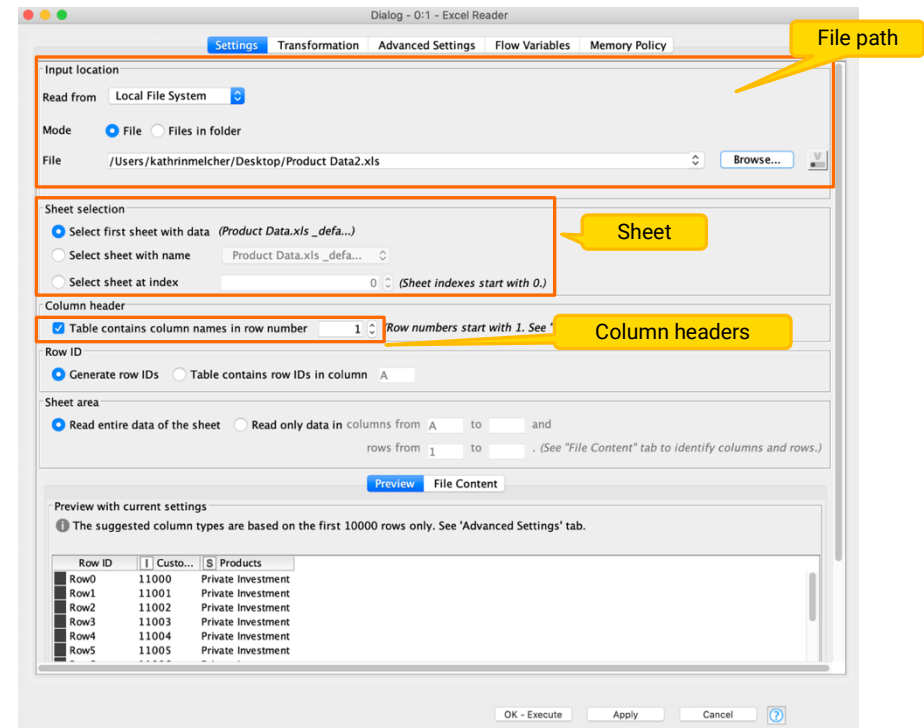 Dialog - 0:1 - Excel Reader
Settings Transformation Advanced Settings Flow Variables Memory Policy
File path
Input location
Read from Local File System
Mode File Files in folder
File /Users/kathrinmelcher/Desktop/Product Data2.xls Browse... V
Sheet selection
Select first sheet with data (Product Data.xls _defa...)
Sheet
Select sheet with name Product Data.xls _defa...
Select sheet at index 0 (Sheet indexes start with 0.)
Column header
Table contains column names in row number 1 (Row numbers start with 1. See "
Column headers
Row ID
Generate row IDs Table contains row IDs in column A
Sheet area
Read entire data of the sheet Read only data in columns from A to and
rows from 1 to . (See "File Content" tab to identify columns and rows.)
Preview File Content
Preview with current settings
The suggested column types are based on the first 10000 rows only. See 'Advanced Settings' tab.
Row ID I Custo... S Products
Row0 11000 Private Investment
Row1 11001 Private Investment
Row2 11002 Private Investment
Row3 11003 Private Investment
Row4 11004 Private Investment
Row5 11005 Private Investment
OK - Execute Apply Cancel ?